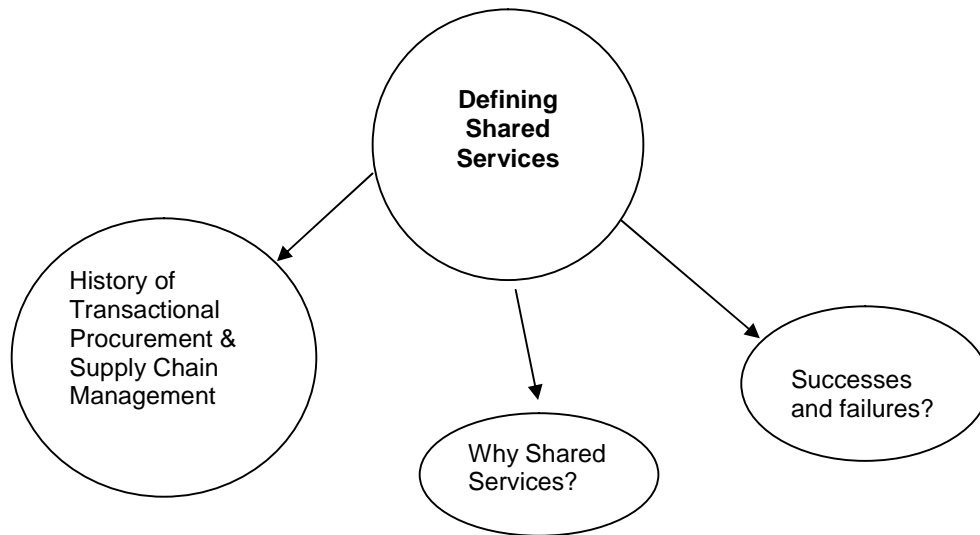 Defining
Shared
Services
History of
Transactional
Procurement &
Supply Chain
Management
Why Shared
Services?
Successes
and failures?